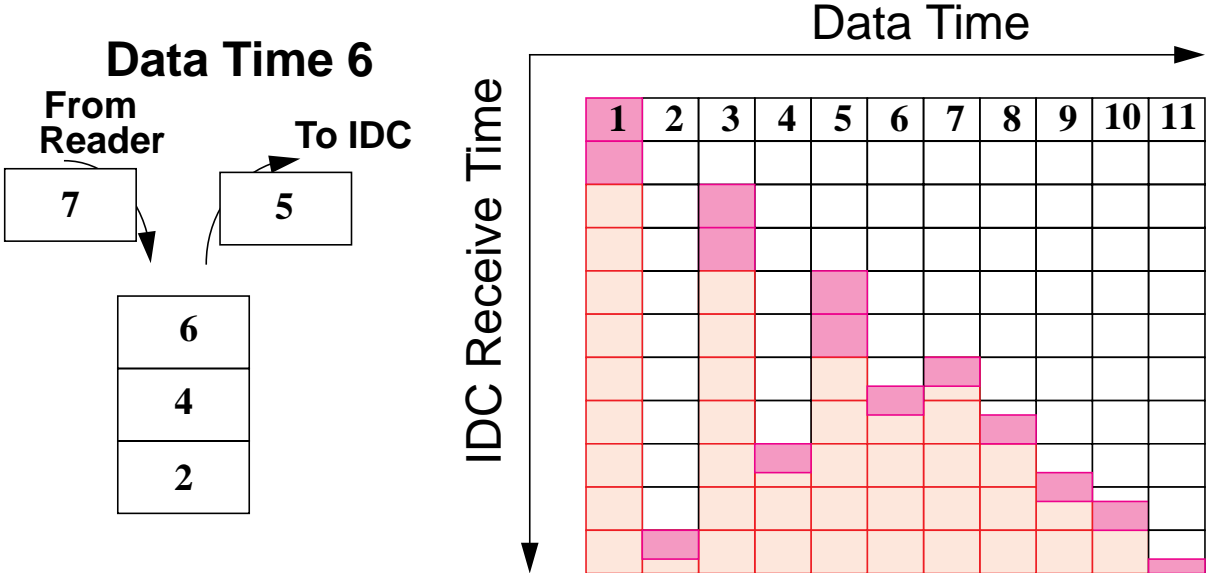 Data Time 6
From
Reader
To IDC
7
5
6
4
2
Data Time
IDC Receive Time
1 2 3 4 5 6 7 8 9 10 11